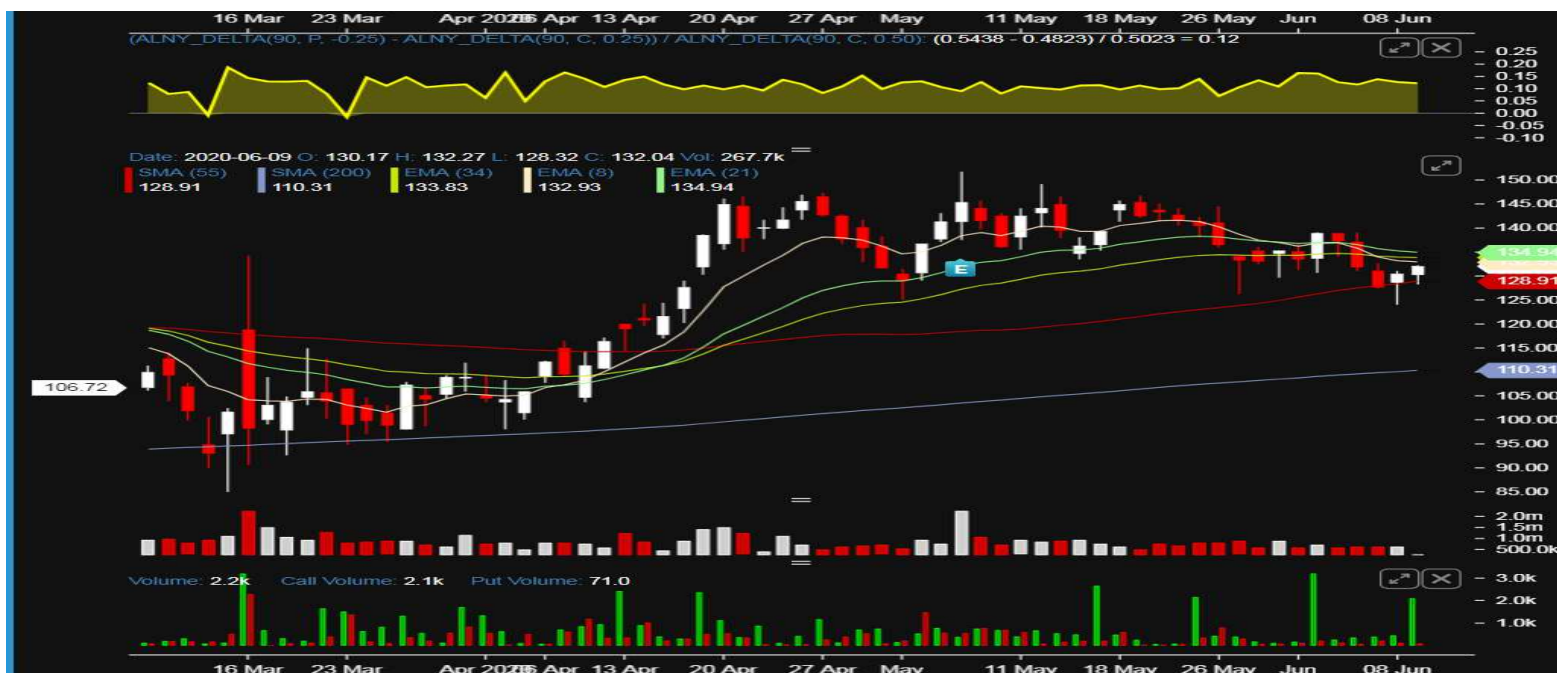 16 Mar 23 Mar Apr 2020 06 Apr 13 Apr 20 Apr 27 Apr May 11 May 18 May 26 May Jun 08 Jun
(ALNY_DELTA(90, P, -0.25) - ALNY_DELTA(90, C, 0.25)) / ALNY_DELTA(90, C, 0.50): (0.5438 - 0.4823) / 0.5023 = 0.12
0.25
0.20
0.15
0.10
0.05
0.00
-0.05
-0.10
Date: 2020-06-09 O: 130.17 H: 132.27 L: 128.32 C: 132.04 Vol: 267.7k
SMA (55) SMA (200) EMA (34) EMA (8) EMA (21)
128.91 110.31 133.83 132.93 134.94
150.00
145.00
140.00
134.94
128.91
125.00
120.00
115.00
110.31
106.72
105.00
100.00
95.00
90.00
85.00
E
2.0m
1.5m
1.0m
500.0k
Volume: 2.2k Call Volume: 2.1k Put Volume: 71.0
3.0k
2.0k
1.0k
16 Mar 23 Mar Apr 2020 06 Apr 13 Apr 20 Apr 27 Apr May 11 May 18 May 26 May Jun 08 Jun